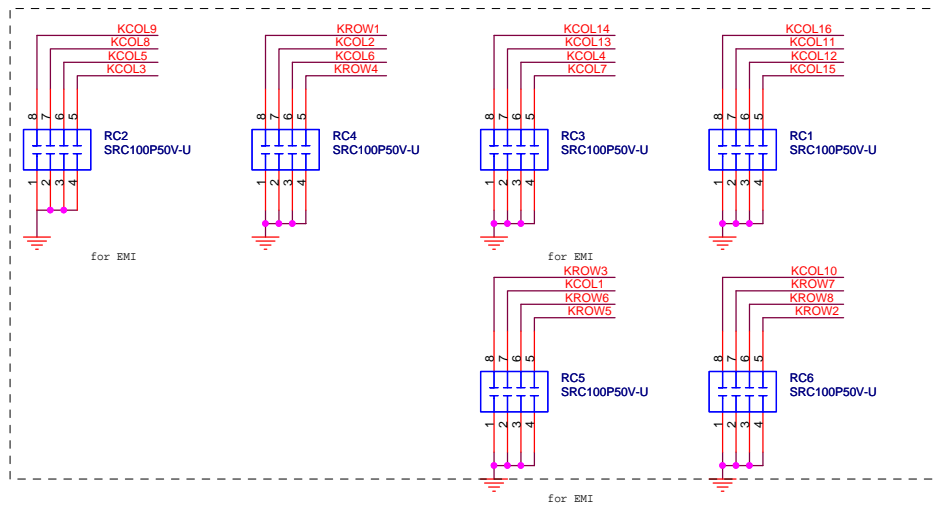 KCOL9
KCOL8
KCOL5
KCOL3
8 7 6 5
RC2
SRC100P50V-U
1 2 3 4
for EMI
KROW1
KCOL2
KCOL6
KROW4
8 7 6 5
RC4
SRC100P50V-U
1 2 3 4
KCOL14
KCOL13
KCOL4
KCOL7
8 7 6 5
RC3
SRC100P50V-U
1 2 3 4
for EMI
KCOL16
KCOL11
KCOL12
KCOL15
8 7 6 5
RC1
SRC100P50V-U
1 2 3 4
KROW3
KCOL1
KROW6
KROW5
8 7 6 5
RC5
SRC100P50V-U
1 2 3 4
for EMI
KCOL10
KROW7
KROW8
KROW2
8 7 6 5
RC6
SRC100P50V-U
1 2 3 4